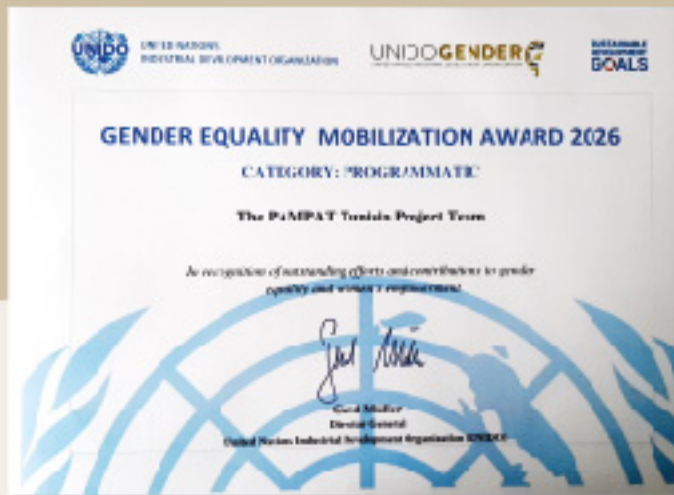 UNIDO
UNITED NATIONS
INDUSTRIAL DEVELOPMENT ORGANIZATION
UNIDOGENDER
SUSTAINABLE
DEVELOPMENT
GOALS
GENDER EQUALITY MOBILIZATION AWARD 2026
CATEGORY: PROGRAMMATIC
The PAMPAT Tunisia Project Team
In recognition of outstanding efforts and contributions to gender
equality and women's empowerment
Gerd Müller
Director General
United Nations Industrial Development Organization (UNIDO)